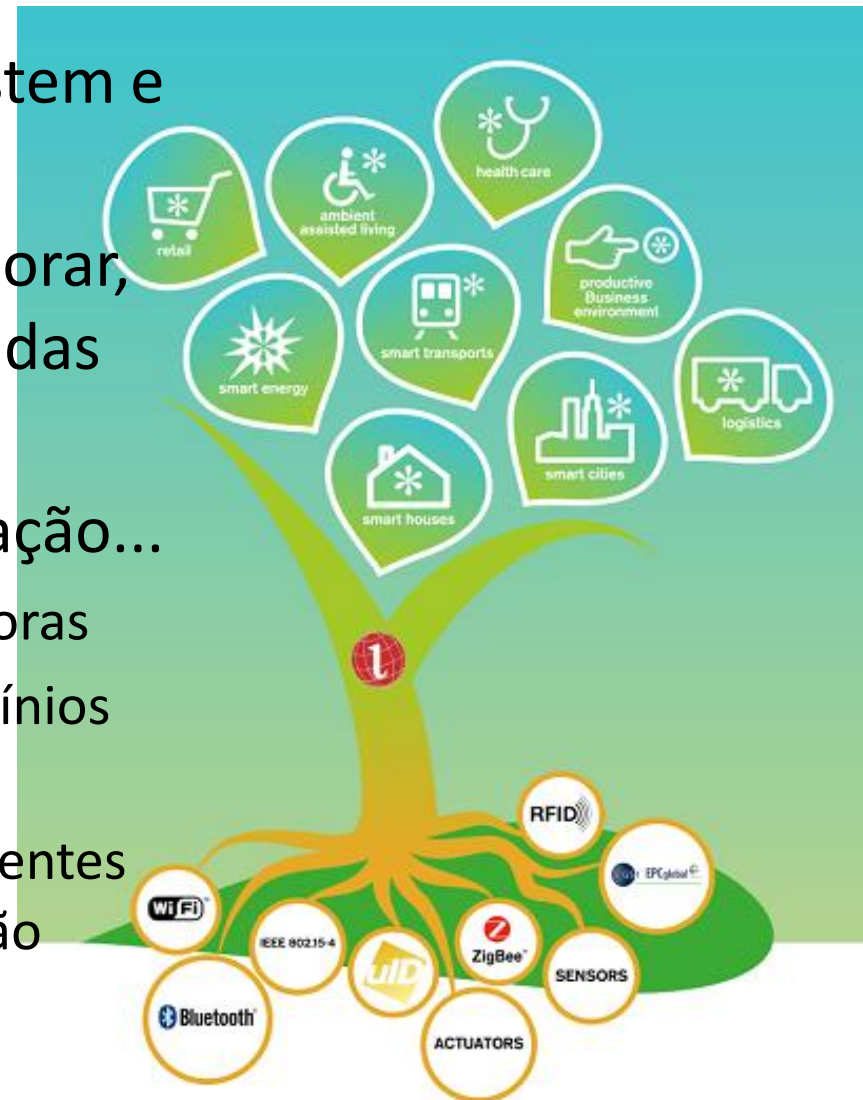 stem e
orar,
das
ação...
oras
ínios
entes
ão
health care
ambient
assisted living
retail
productive
Business
environment
smart transports
smart energy
logistics
smart cities
smart houses
RFID
EPCglobal
WiFi
IEEE 802.15-4
uID
ZigBee
SENSORS
Bluetooth
ACTUATORS